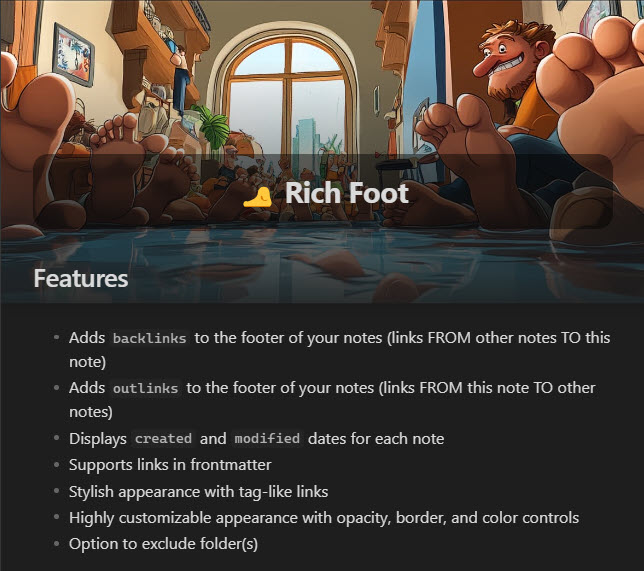 Rich Foot
Features
Adds backlinks to the footer of your notes (links FROM other notes TO this
note)
Adds outlinks to the footer of your notes (links FROM this note TO other
notes)
Displays created and modified dates for each note
Supports links in frontmatter
Stylish appearance with tag-like links
Highly customizable appearance with opacity, border, and color controls
Option to exclude folder(s)